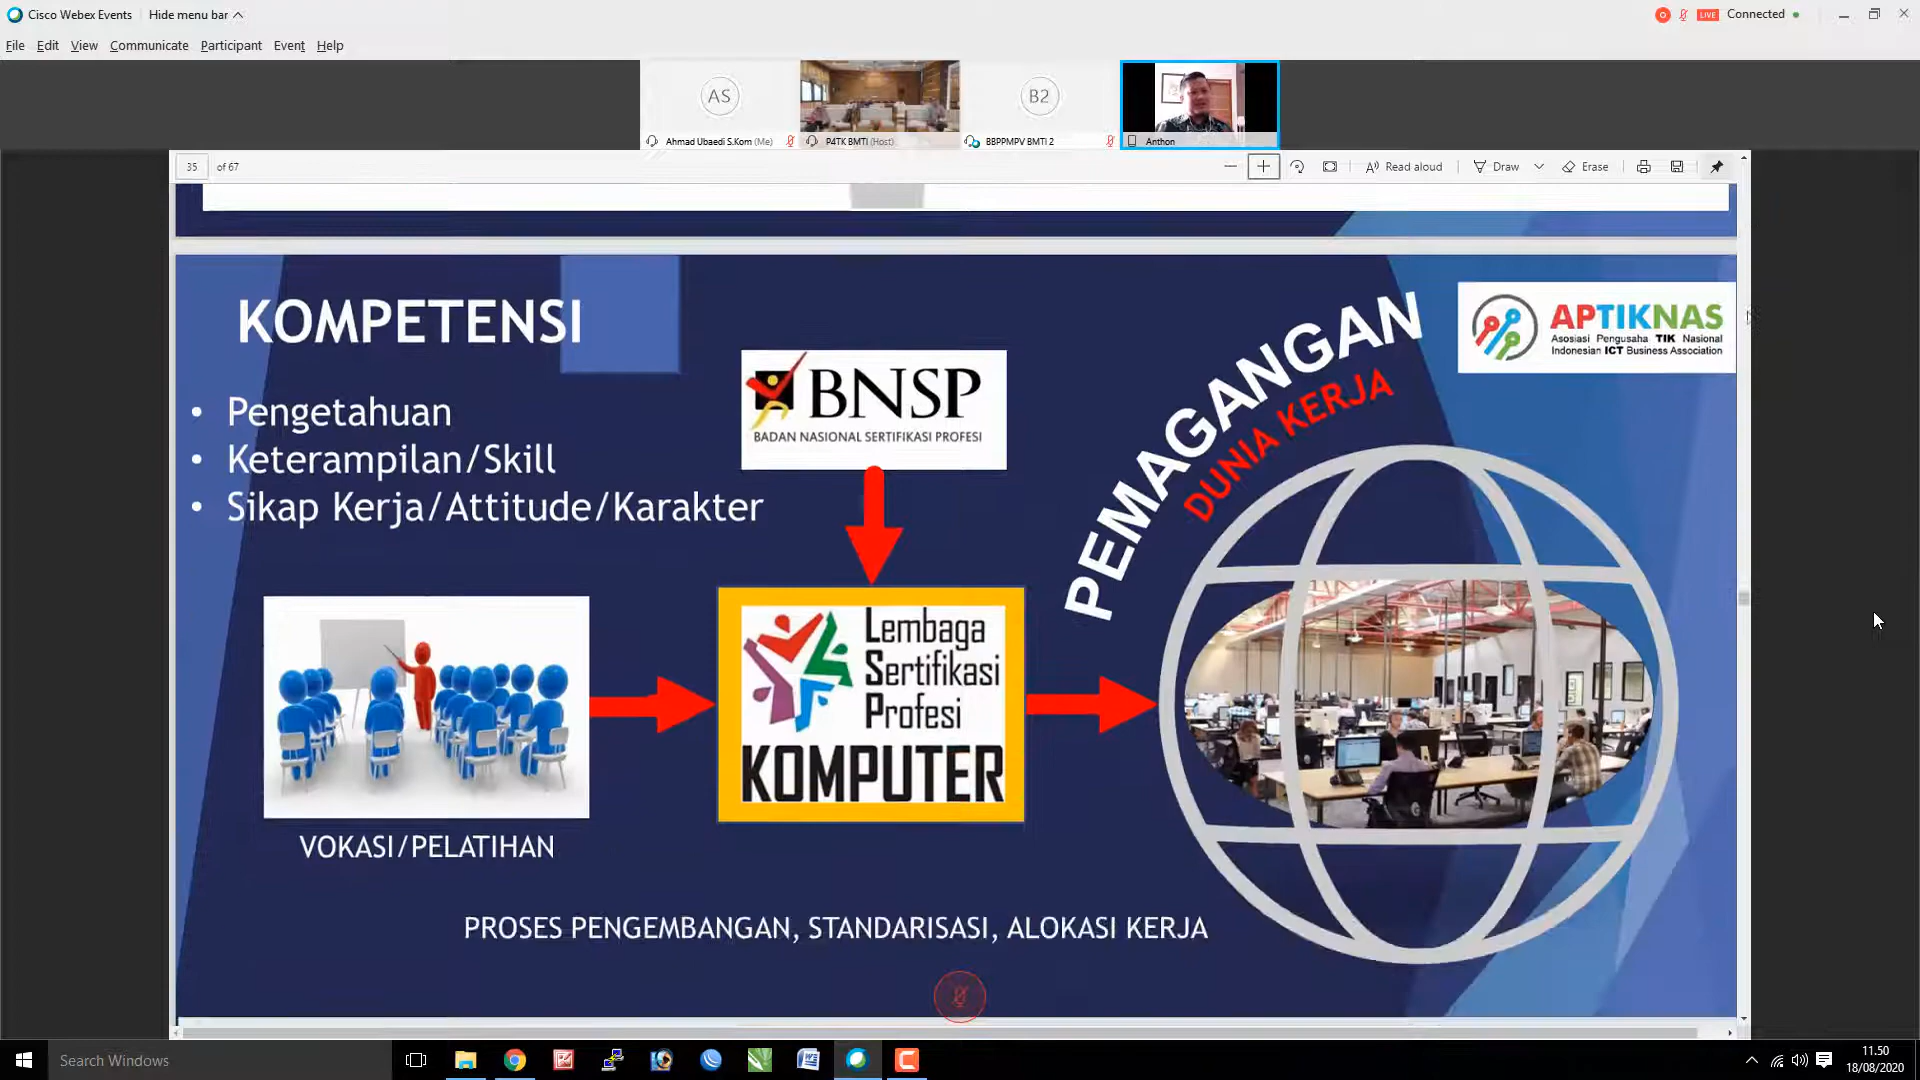 Cisco Webex Events
Hide menu bar
LIVE
Connected
File Edit View Communicate Participant Event Help
AS
B2
Ahmad Ubaedi S.Kom (Me)
P4TK BMTI (Host)
BBPPMPV BMTI 2
Anthon
35 of 67
Read aloud
Draw
Erase
KOMPETENSI
• Pengetahuan
• Keterampilan/Skill
• Sikap Kerja/Attitude/Karakter
BNSP
BADAN NASIONAL SERTIFIKASI PROFESI
PEMAGANGAN
DUNIA KERJA
APTIKNAS
Asosiasi Pengusaha TIK Nasional
Indonesian ICT Business Association
Lembaga
Sertifikasi
Profesi
KOMPUTER
VOKASI/PELATIHAN
PROSES PENGEMBANGAN, STANDARISASI, ALOKASI KERJA
Search Windows
11.50
18/08/2020